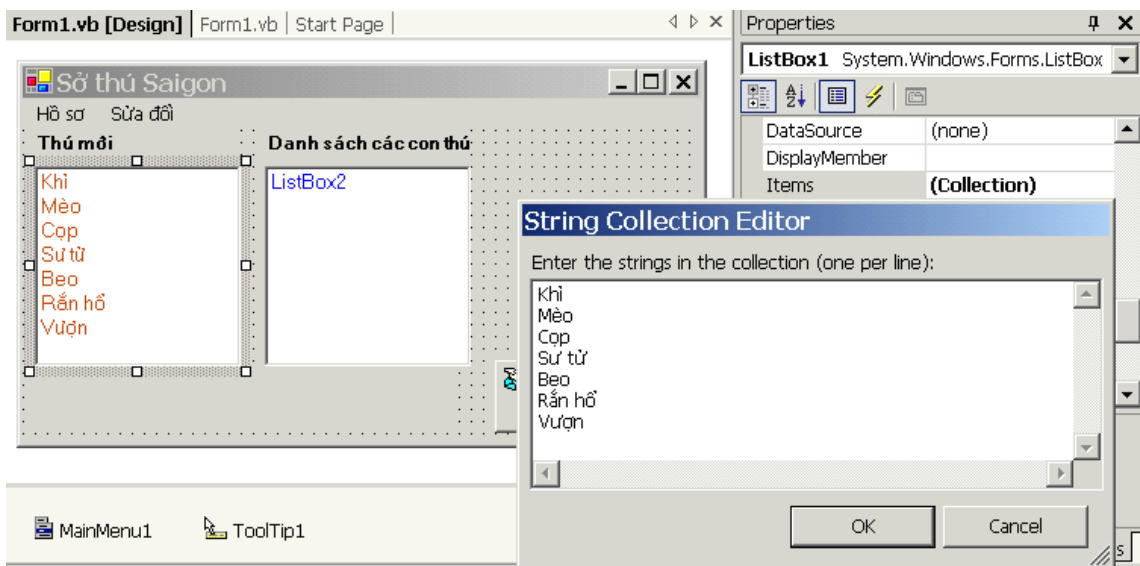 Form1.vb [Design] Form1.vb Start Page
Sở thú Saigon
Hồ sơ Sửa đổi
Thú mới Danh sách các con thú
Khỉ
Mèo
Cọp
Sư tử
Beo
Rắn hổ
Vượn
ListBox2
MainMenu1 ToolTip1
Properties
ListBox1 System.Windows.Forms.ListBox
DataSource (none)
DisplayMember
Items (Collection)
String Collection Editor
Enter the strings in the collection (one per line):
Khỉ
Mèo
Cọp
Sư tử
Beo
Rắn hổ
Vượn
OK Cancel